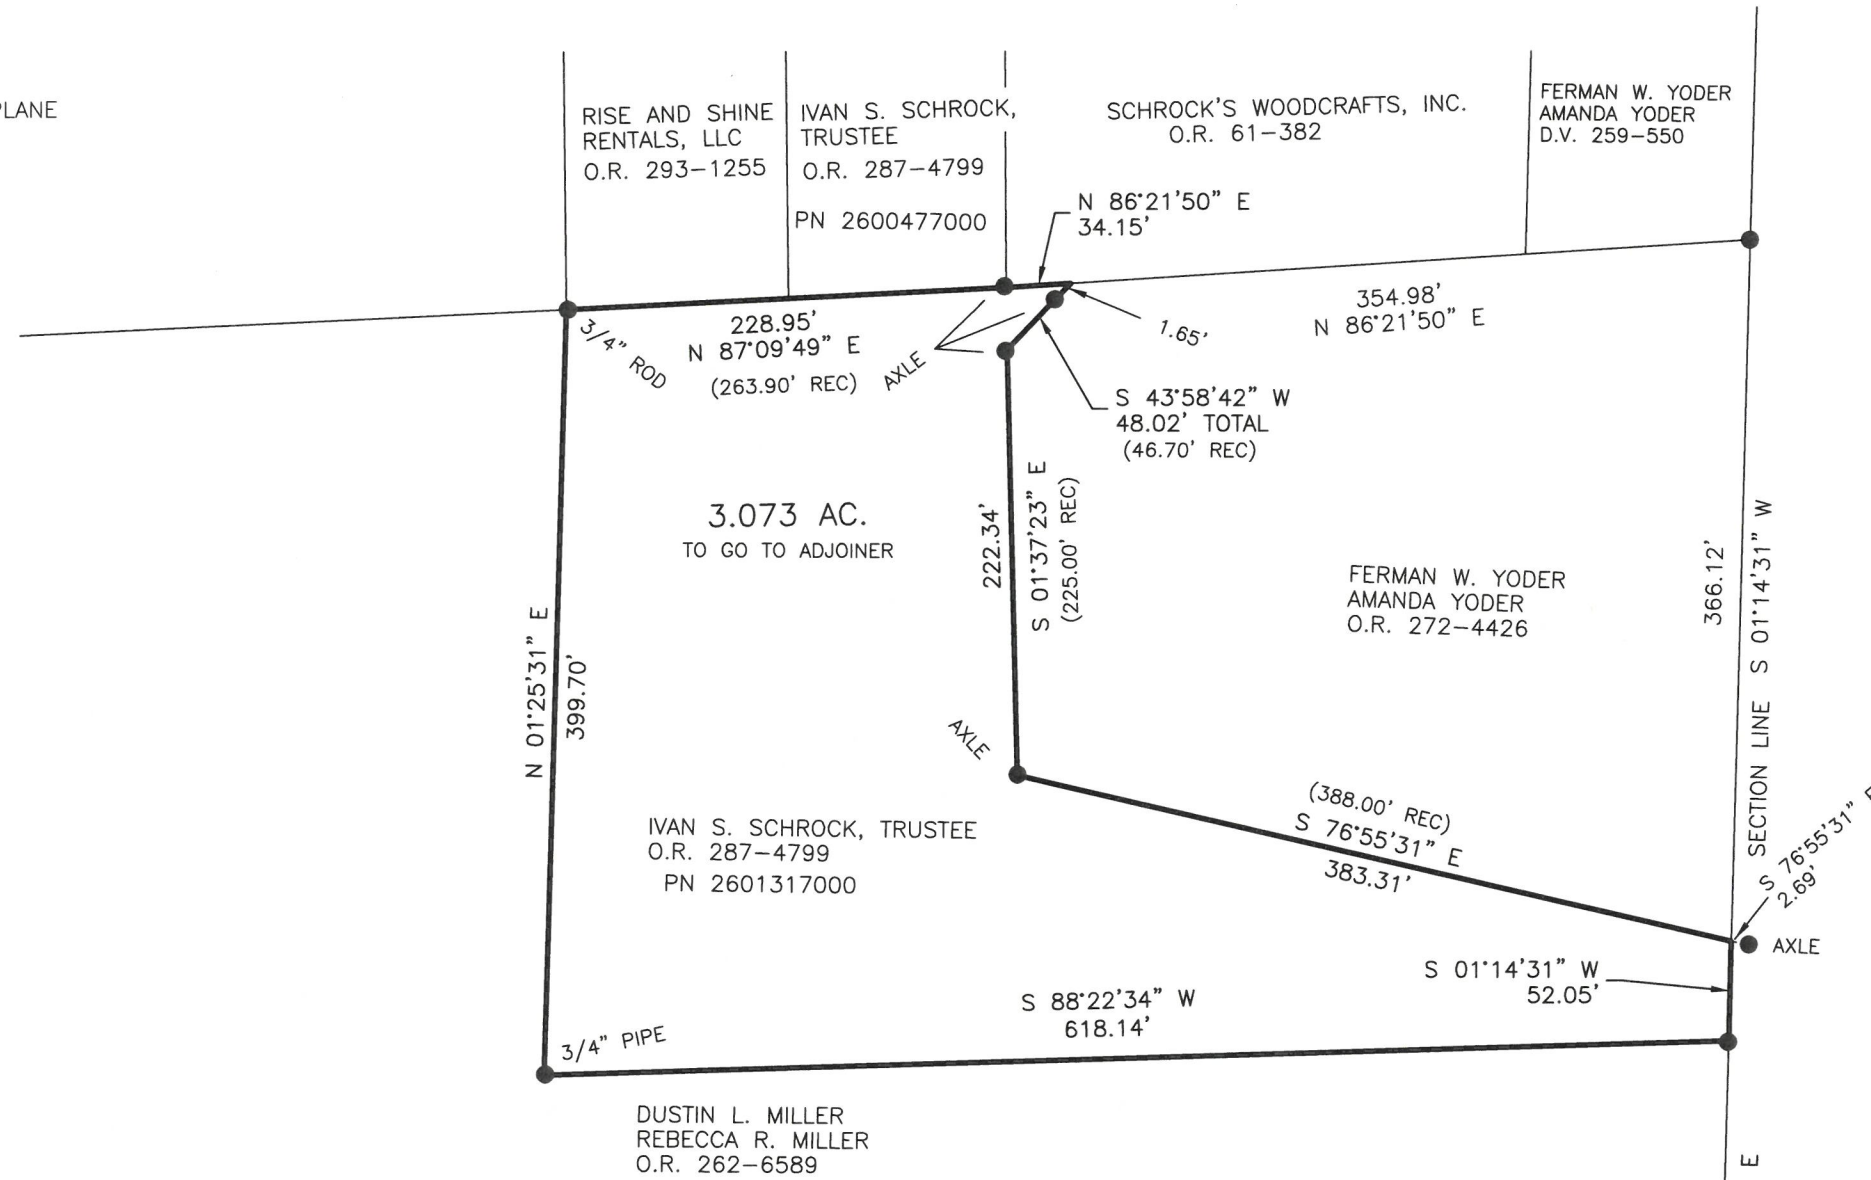 PLANE
RISE AND SHINE
RENTALS, LLC
O.R. 293-1255
IVAN S. SCHROCK,
TRUSTEE
O.R. 287-4799
PN 2600477000
SCHROCK'S WOODCRAFTS, INC.
O.R. 61-382
FERMAN W. YODER
AMANDA YODER
D.V. 259-550
N 86°21'50" E
34.15'
228.95'
N 87°09'49" E
(263.90' REC)
3/4" ROD
AXLE
1.65'
354.98'
N 86°21'50" E
S 43°58'42" W
48.02' TOTAL
(46.70' REC)
3.073 AC.
TO GO TO ADJOINER
222.34'
S 01°37'23" E
(225.00' REC)
FERMAN W. YODER
AMANDA YODER
O.R. 272-4426
366.12'
SECTION LINE S 01°14'31" W
N 01°25'31" E
399.70'
AXLE
IVAN S. SCHROCK, TRUSTEE
O.R. 287-4799
PN 2601317000
(388.00' REC)
S 76°55'31" E
383.31'
S 76°55'31" E
2.69'
AXLE
S 01°14'31" W
52.05'
S 88°22'34" W
618.14'
3/4" PIPE
DUSTIN L. MILLER
REBECCA R. MILLER
O.R. 262-6589
E